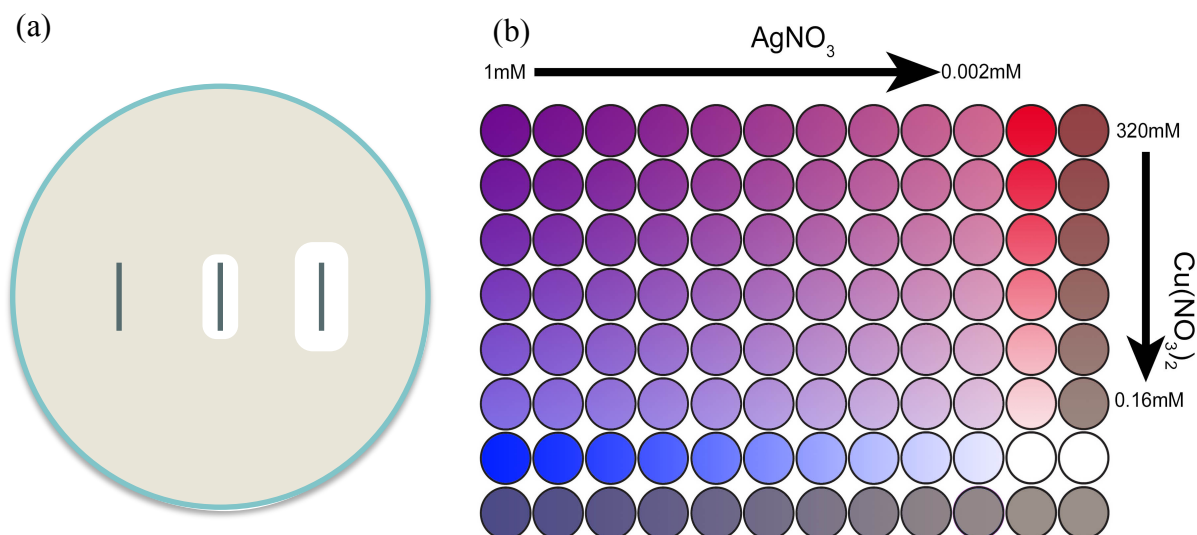 (a)
(b)
AgNO₃
1mM
0.002mM
320mM
Cu(NO₃)₂
0.16mM